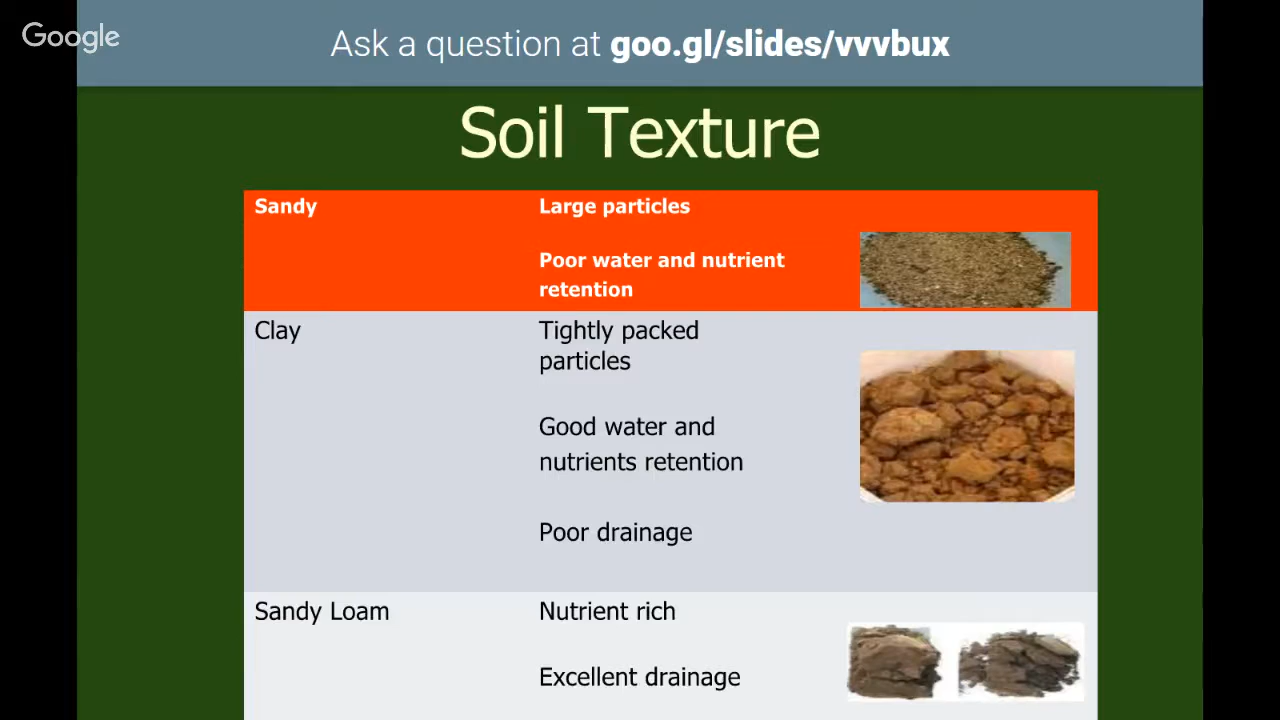 Google
Ask a question at goo.gl/slides/vvvbux
Soil Texture
Sandy
Large particles
Poor water and nutrient
retention
Clay
Tightly packed
particles
Good water and
nutrients retention
Poor drainage
Sandy Loam
Nutrient rich
Excellent drainage